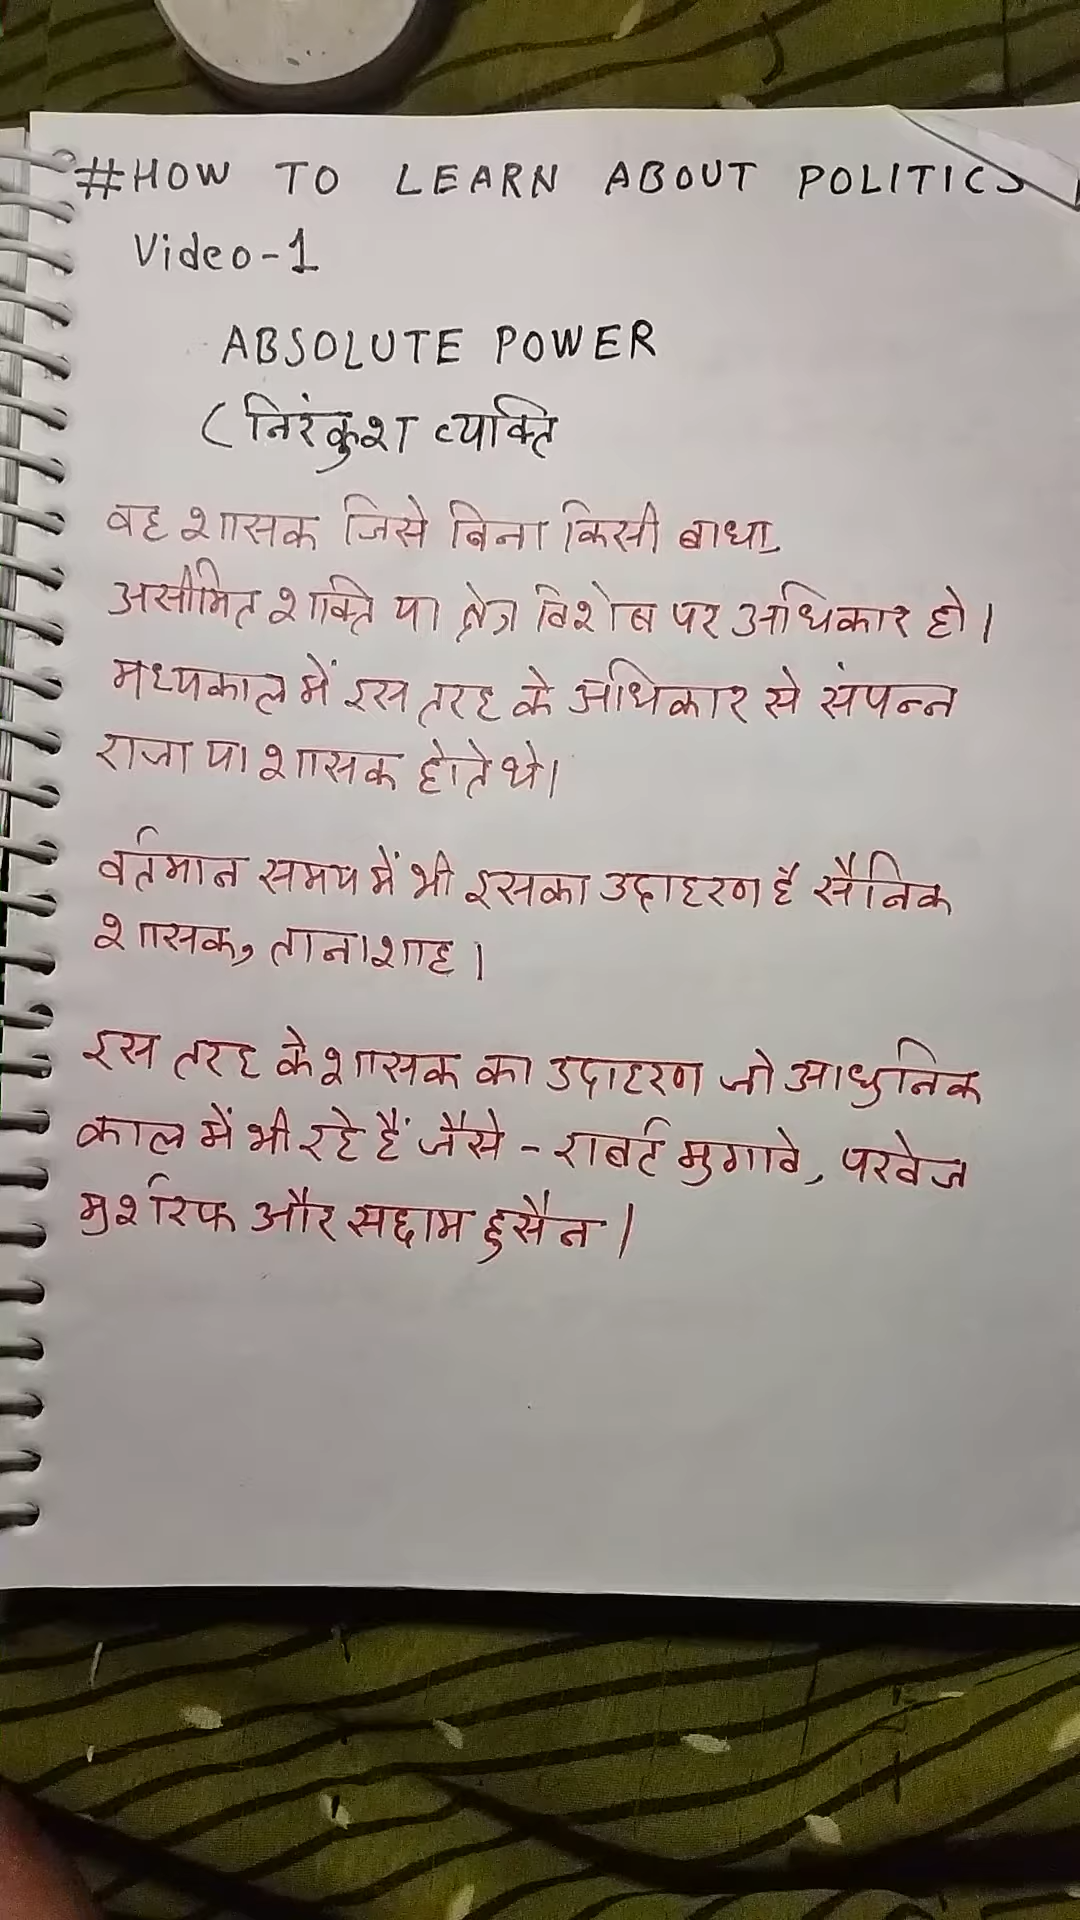 #HOW TO LEARN ABOUT POLITICS
Video-1
ABSOLUTE POWER
(निरंकुश व्यक्ति
वह शासक जिसे बिना किसी बाधा,
असीमित शक्ति या क्षेत्र विशेष पर अधिकार हो।
मध्यकाल में इस तरह के अधिकार से संपन्न
राजा या शासक होते थे।
वर्तमान समय में भी इसका उदाहरण है सैनिक
शासक, तानाशाह।
इस तरह के शासक का उदाहरण जो आधुनिक
काल में भी रहे हैं जैसे - राबर्ट मुगावे, परवेज
मुर्शरफ और सद्दाम हुसैन।